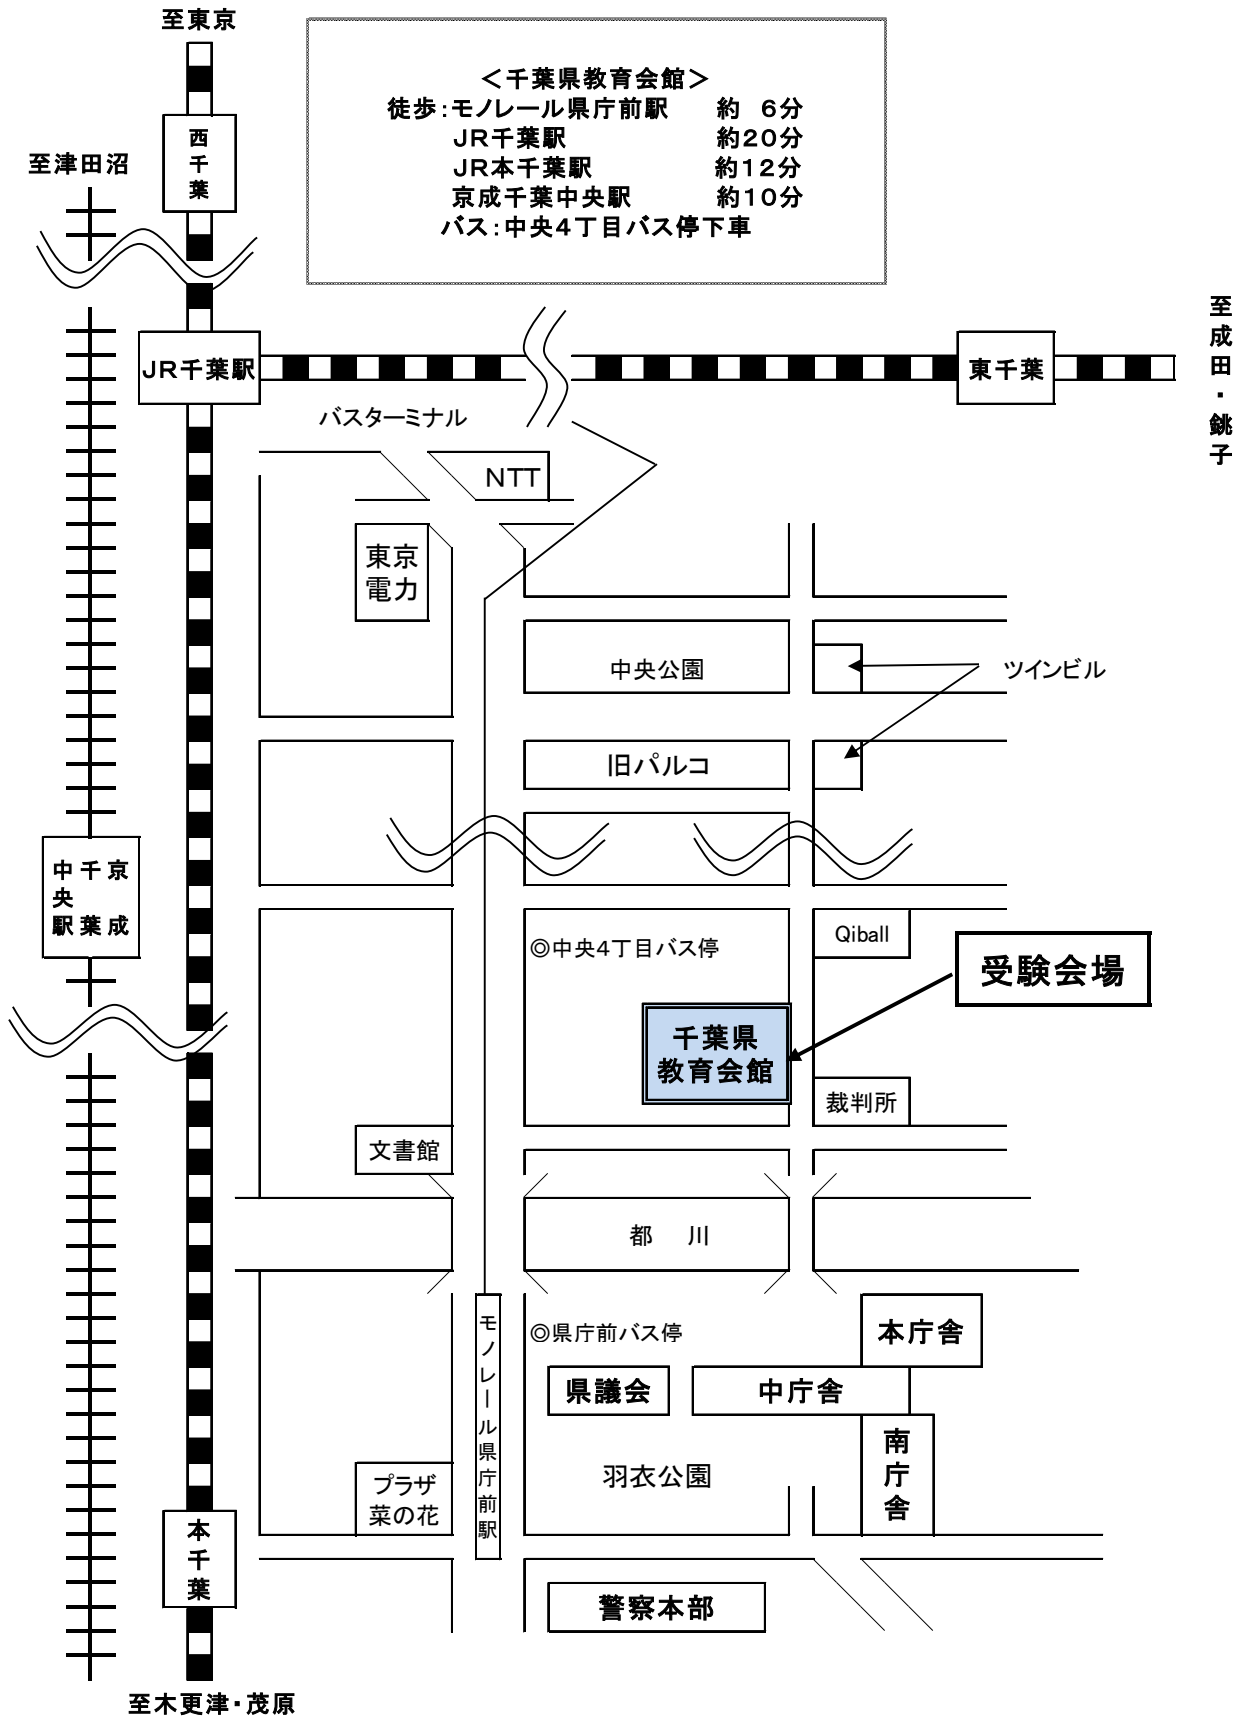 至東京
＜千葉県教育会館＞
徒歩：モノレール県庁前駅 約 ６分
ＪＲ千葉駅 約２０分
ＪＲ本千葉駅 約１２分
京成千葉中央駅 約１０分
バス：中央４丁目バス停下車
西千葉
至津田沼
至成田・銚子
JR千葉駅
東千葉
バスターミナル
NTT
東京
電力
中央公園
ツインビル
旧パルコ
京成
千葉
中央駅
◎中央4丁目バス停
Qiball
受験会場
千葉県
教育会館
裁判所
文書館
都 川
モノレール県庁前駅
◎県庁前バス停
本庁舎
県議会
中庁舎
南庁舎
羽衣公園
プラザ
菜の花
本千葉
警察本部
至木更津・茂原